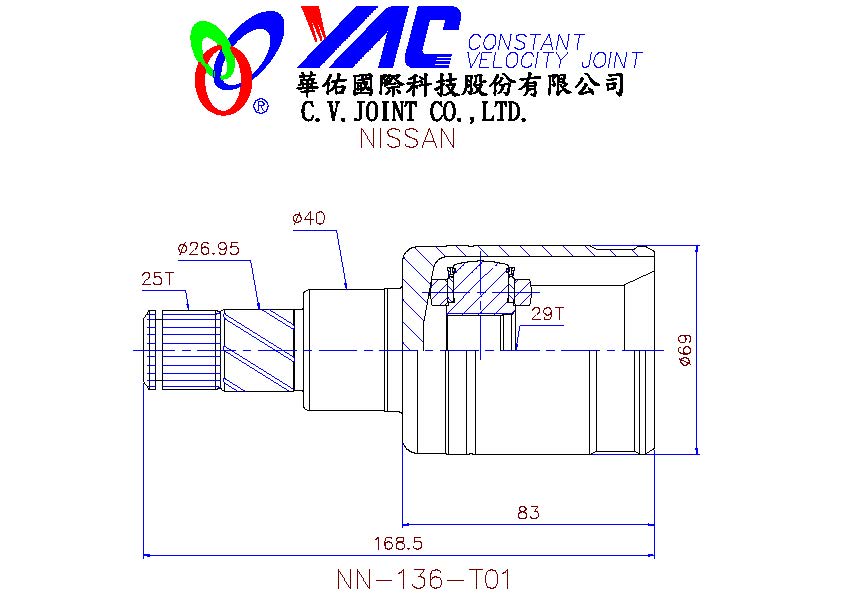 YAC CONSTANT
VELOCITY JOINT
®
華佑國際科技股份有限公司
C.V.JOINT CO.,LTD.
NISSAN
ø40
ø26.95
25T
29T
ø69
83
168.5
NN-136-T01